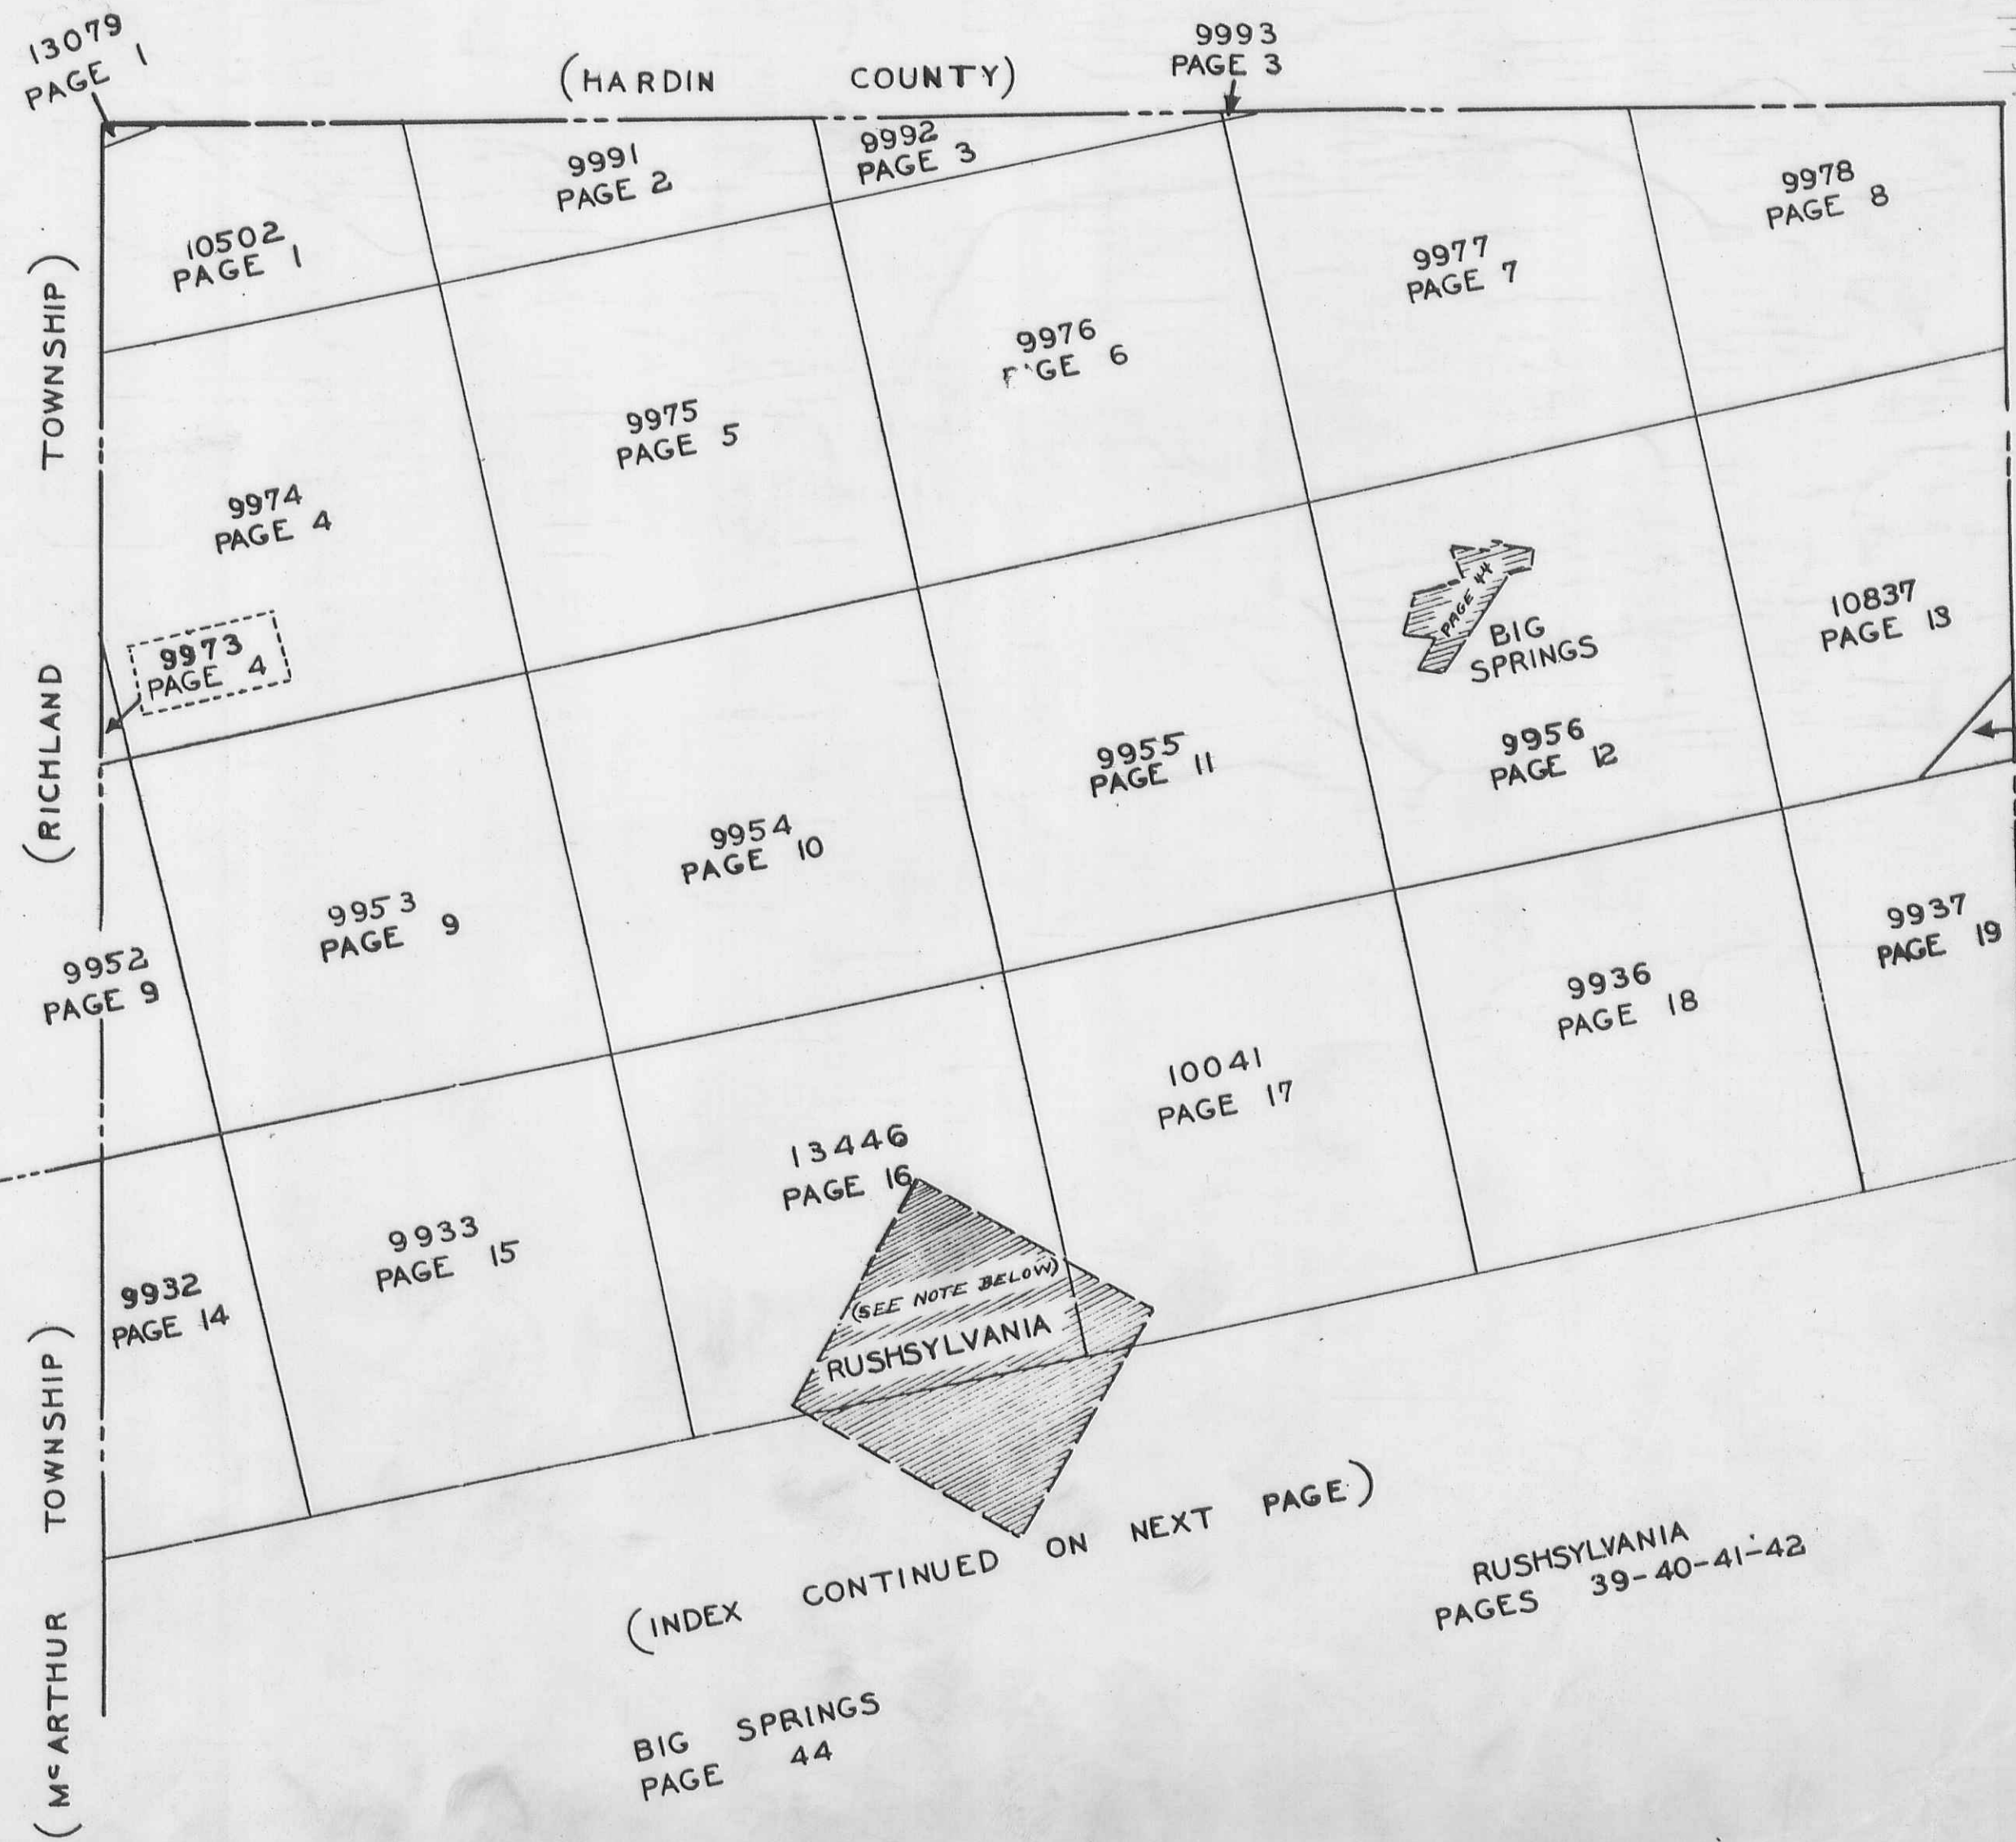 13079
PAGE 1
(HARDIN COUNTY)
9993
PAGE 3
9991
PAGE 2
9992
PAGE 3
9978
PAGE 8
10502
PAGE 1
9977
PAGE 7
(RICHLAND TOWNSHIP)
9976
GE 6
9975
PAGE 5
9974
PAGE 4
PAGE 44
BIG
SPRINGS
10837
PAGE 13
9973
PAGE 4
9955
PAGE 11
9956
PAGE 12
9954
PAGE 10
9953
PAGE 9
9937
PAGE 19
9952
PAGE 9
9936
PAGE 18
10041
PAGE 17
13446
PAGE 16
9933
PAGE 15
9932
PAGE 14
(SEE NOTE BELOW)
RUSHSYLVANIA
(McARTHUR TOWNSHIP)
(INDEX CONTINUED ON NEXT PAGE)
RUSHSYLVANIA
PAGES 39-40-41-42
BIG SPRINGS
PAGE 44